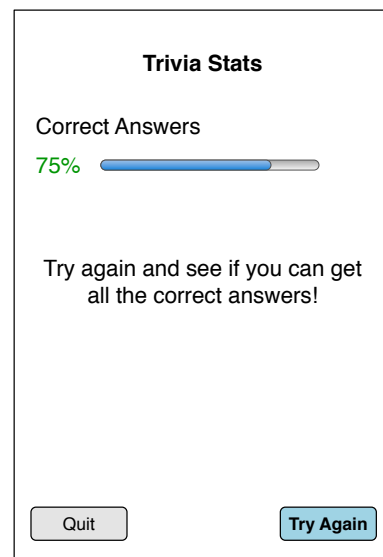 Trivia Stats
Correct Answers
75%
Try again and see if you can get
all the correct answers!
Quit
Try Again